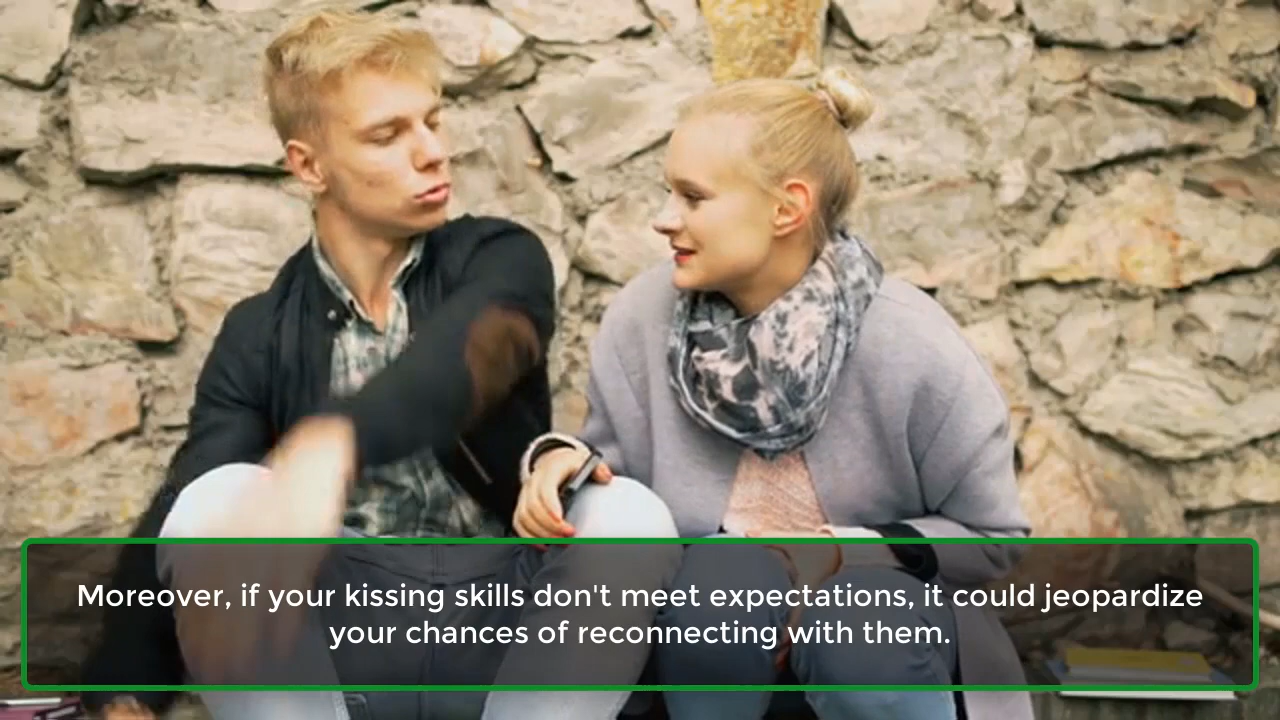 Moreover, if your kissing skills don't meet expectations, it could jeopardize
your chances of reconnecting with them.